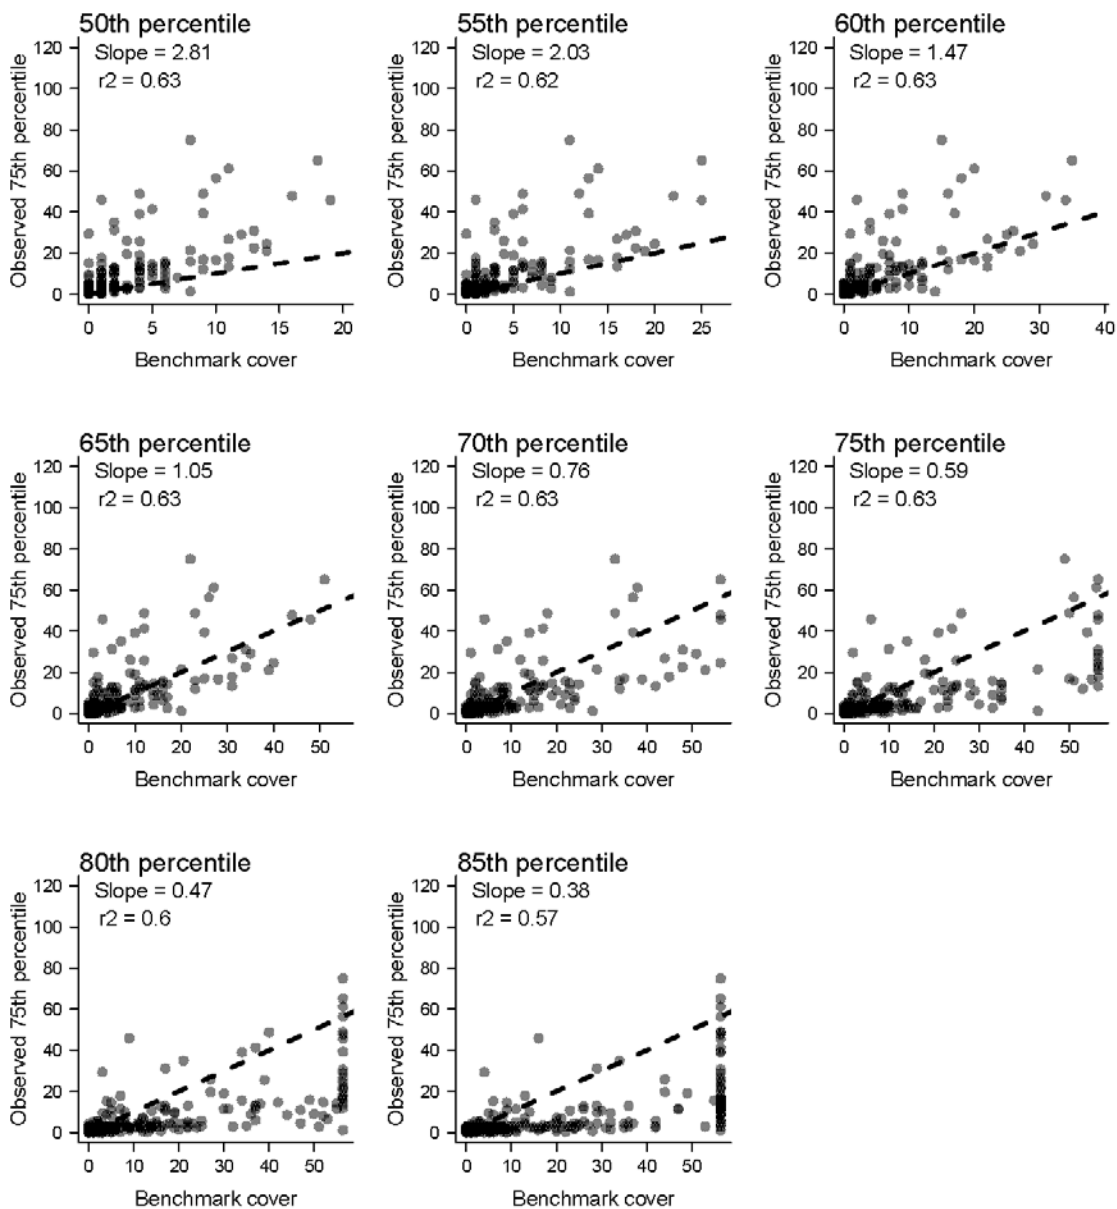 50th percentile
Slope = 2.81
r2 = 0.63
120
100
80
60
40
20
0
Observed 75th percentile
0 5 10 15 20
Benchmark cover
55th percentile
Slope = 2.03
r2 = 0.62
120
100
80
60
40
20
0
Observed 75th percentile
0 5 10 15 20 25
Benchmark cover
60th percentile
Slope = 1.47
r2 = 0.63
120
100
80
60
40
20
0
Observed 75th percentile
0 10 20 30 40
Benchmark cover
65th percentile
Slope = 1.05
r2 = 0.63
120
100
80
60
40
20
0
Observed 75th percentile
0 10 20 30 40 50
Benchmark cover
70th percentile
Slope = 0.76
r2 = 0.63
120
100
80
60
40
20
0
Observed 75th percentile
0 10 20 30 40 50
Benchmark cover
75th percentile
Slope = 0.59
r2 = 0.63
120
100
80
60
40
20
0
Observed 75th percentile
0 10 20 30 40 50
Benchmark cover
80th percentile
Slope = 0.47
r2 = 0.6
120
100
80
60
40
20
0
Observed 75th percentile
0 10 20 30 40 50
Benchmark cover
85th percentile
Slope = 0.38
r2 = 0.57
120
100
80
60
40
20
0
Observed 75th percentile
0 10 20 30 40 50
Benchmark cover